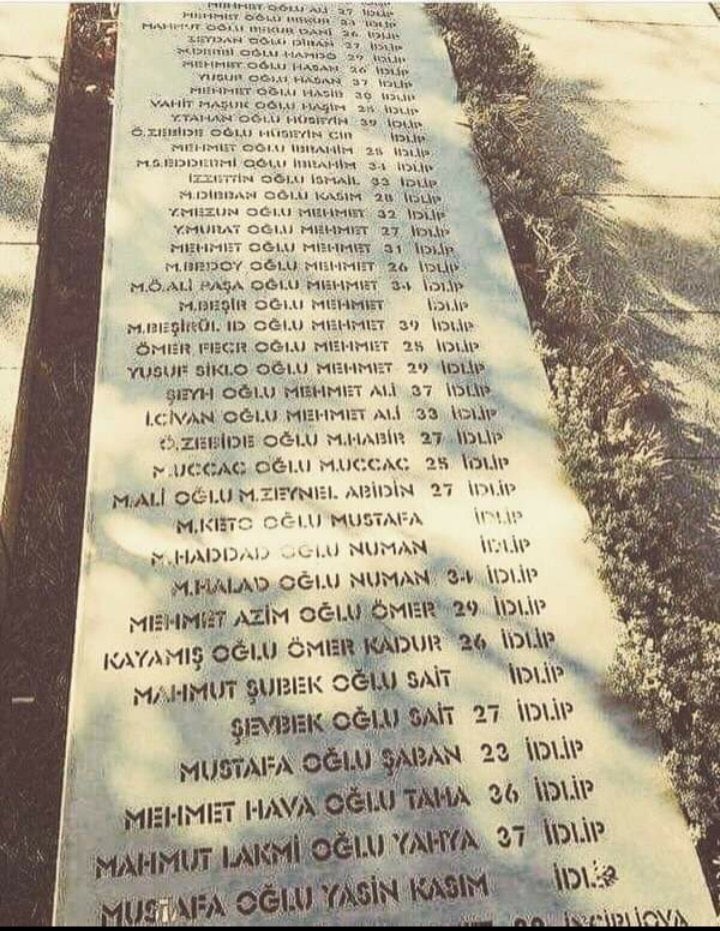 MEHMET OĞLU ALİ 27 İDLİP
MEHMET OĞLU BEKUR 23 İDLİP
MAHMUT OĞLU BEKUR DANİ 26 İDLİP
ZEYDAN OĞLU DİBAN 27 İDLİP
M.DERBİ OĞLU HAMDO 29 İDLİP
MEHMET OĞLU HASAN 26 İDLİP
YUSUF OĞLU HASAN 37 İDLİP
MEHMET OĞLU HASİB 30 İDLİP
VAHİT MAŞUK OĞLU HAŞİM 25 İDLİP
Y.TAHAN OĞLU HÜSEYİN 39 İDLİP
Ö.ZEBİDE OĞLU HÜSEYİN CIR İDLİP
MEHMET OĞLU İBRAHİM 25 İDLİP
M.S.EDDERMİ OĞLU İBRAHİM 34 İDLİP
İZZETTİN OĞLU İSMAİL 33 İDLİP
M.DİBBAN OĞLU KASIM 28 İDLİP
Y.MEZUN OĞLU MEHMET 32 İDLİP
Y.MURAT OĞLU MEHMET 27 İDLİP
MEHMET OĞLU MEHMET 31 İDLİP
M.BEDOY OĞLU MEHMET 26 İDLİP
M.Ö.ALİ PAŞA OĞLU MEHMET 34 İDLİP
M.BEŞİR OĞLU MEHMET İDLİP
M.BEŞİRÜL ID OĞLU MEHMET 39 İDLİP
ÖMER FECR OĞLU MEHMET 25 İDLİP
YUSUF SİKLO OĞLU MEHMET 29 İDLİP
ŞEYH OĞLU MEHMET ALİ 37 İDLİP
İ.CİVAN OĞLU MEHMET ALİ 33 İDLİP
Ö.ZEBİDE OĞLU M.HABİR 27 İDLİP
M.UCCAC OĞLU M.UCCAC 25 İDLİP
M.ALİ OĞLU M.ZEYNEL ABİDİN 27 İDLİP
M.KETO OĞLU MUSTAFA İDLİP
M.HADDAD OĞLU NUMAN İDLİP
M.HALAD OĞLU NUMAN 34 İDLİP
MEHMET AZİM OĞLU ÖMER 29 İDLİP
KAYAMIŞ OĞLU ÖMER KADUR 26 İDLİP
MAHMUT ŞUBEK OĞLU SAİT İDLİP
ŞEVBEK OĞLU SAİT 27 İDLİP
MUSTAFA OĞLU ŞABAN 23 İDLİP
MEHMET HAVA OĞLU TAHA 36 İDLİP
MAHMUT LAKMİ OĞLU YAHYA 37 İDLİP
MUSTAFA OĞLU YASİN KASIM İDLİP